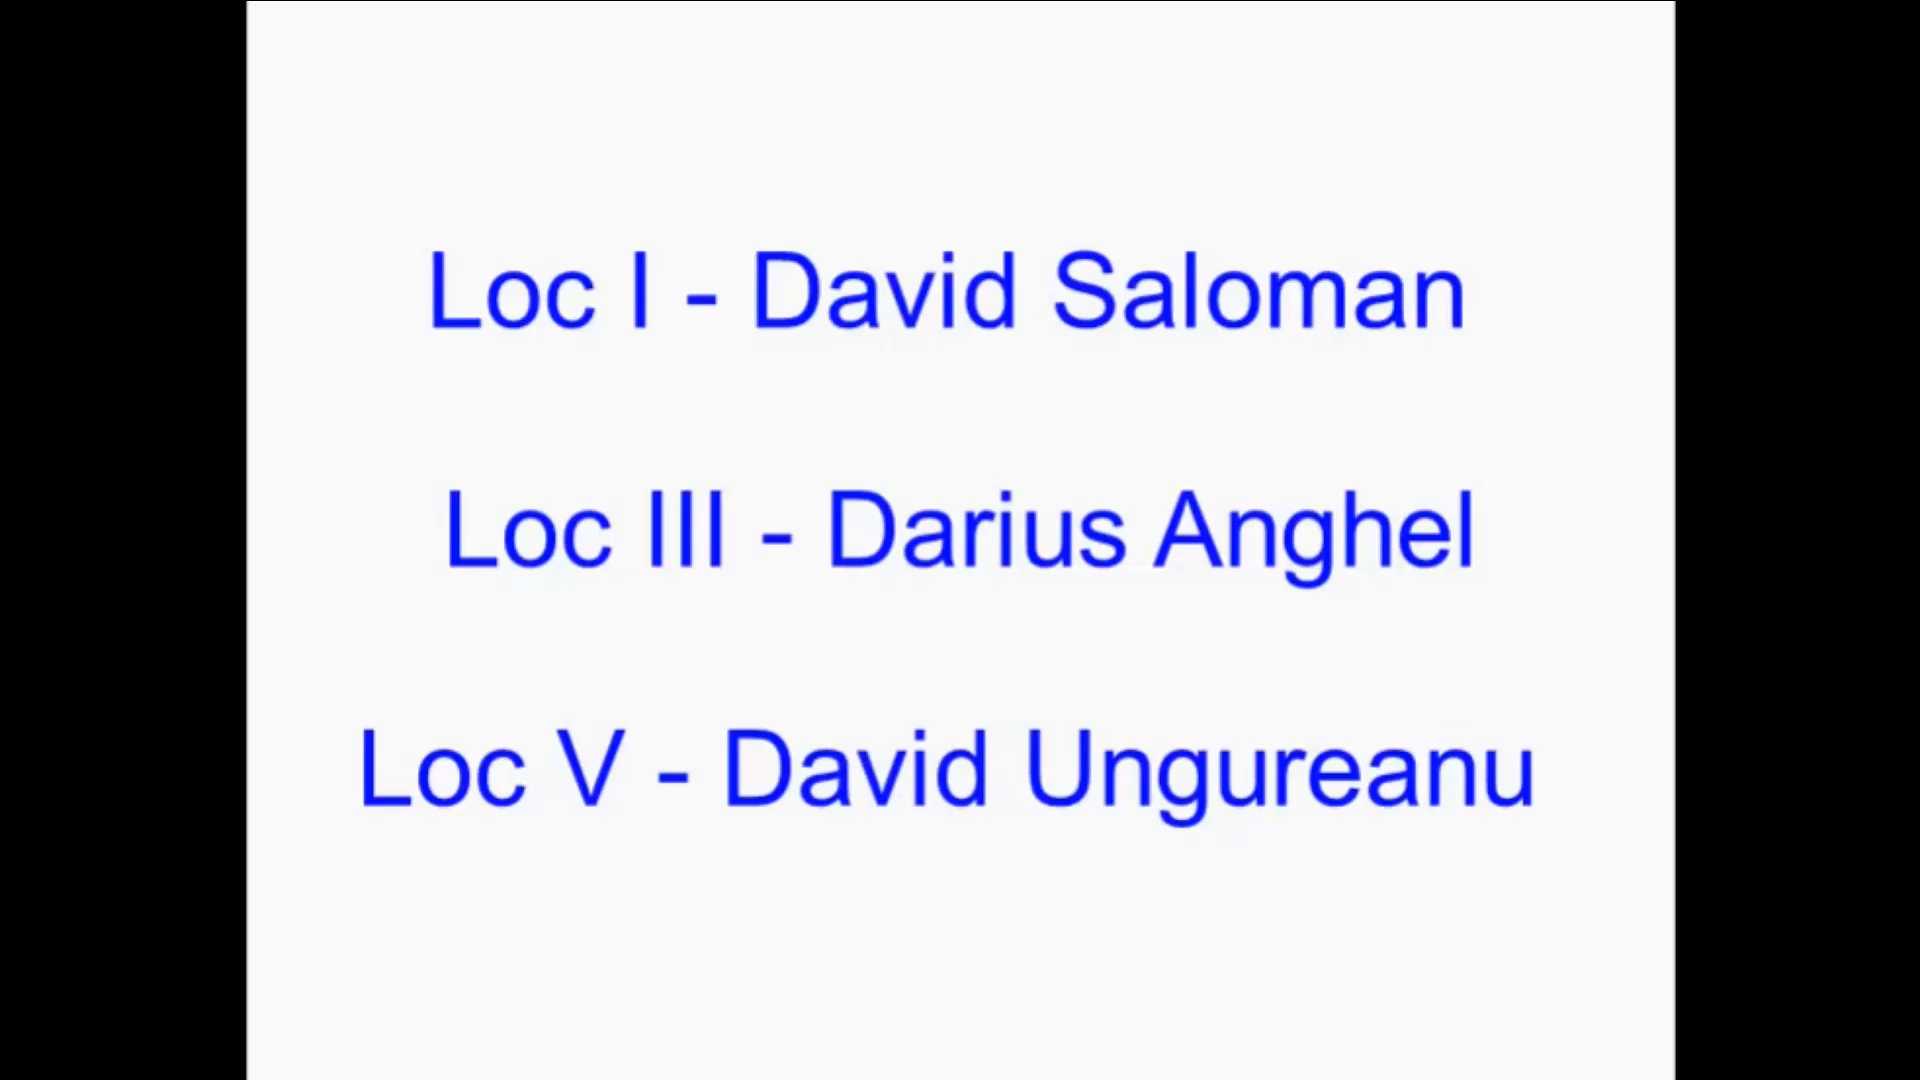 Loc I - David Saloman
Loc III - Darius Anghel
Loc V - David Ungureanu